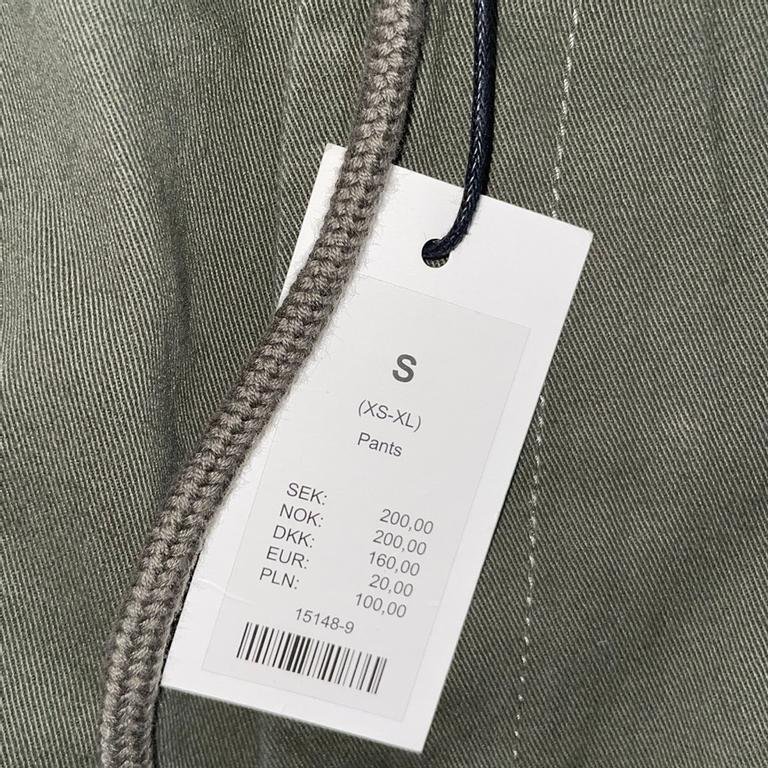 S
(XS-XL)
Pants
SEK: 200,00
NOK: 200,00
DKK: 160,00
EUR: 20,00
PLN: 100,00
15148-9